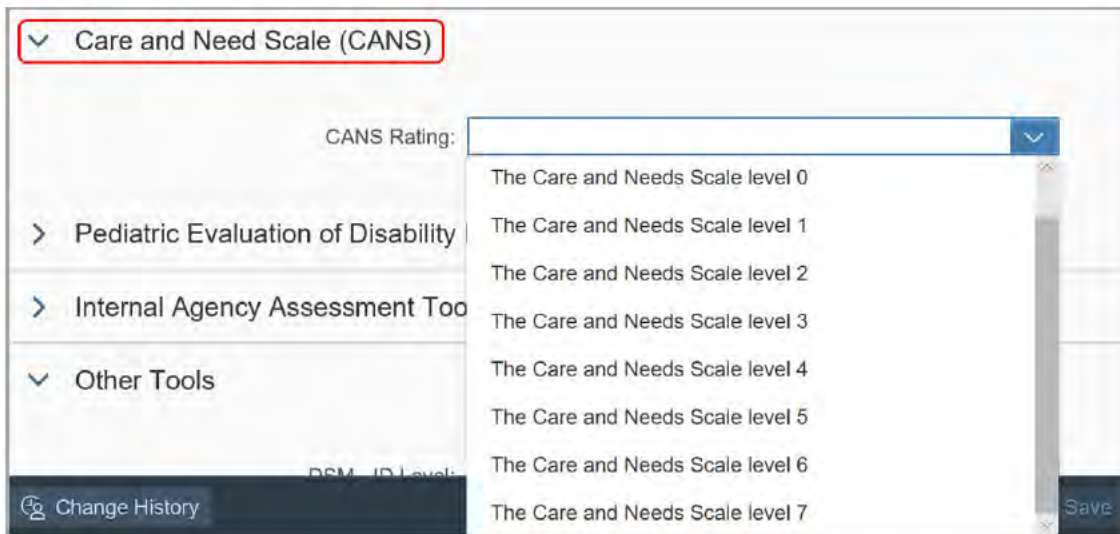 Care and Need Scale (CANS)
CANS Rating:
The Care and Needs Scale level 0
The Care and Needs Scale level 1
Pediatric Evaluation of Disability
The Care and Needs Scale level 2
Internal Agency Assessment Too
The Care and Needs Scale level 3
The Care and Needs Scale level 4
Other Tools
The Care and Needs Scale level 5
The Care and Needs Scale level 6
DSM - ID Level:
Change History
The Care and Needs Scale level 7
Save